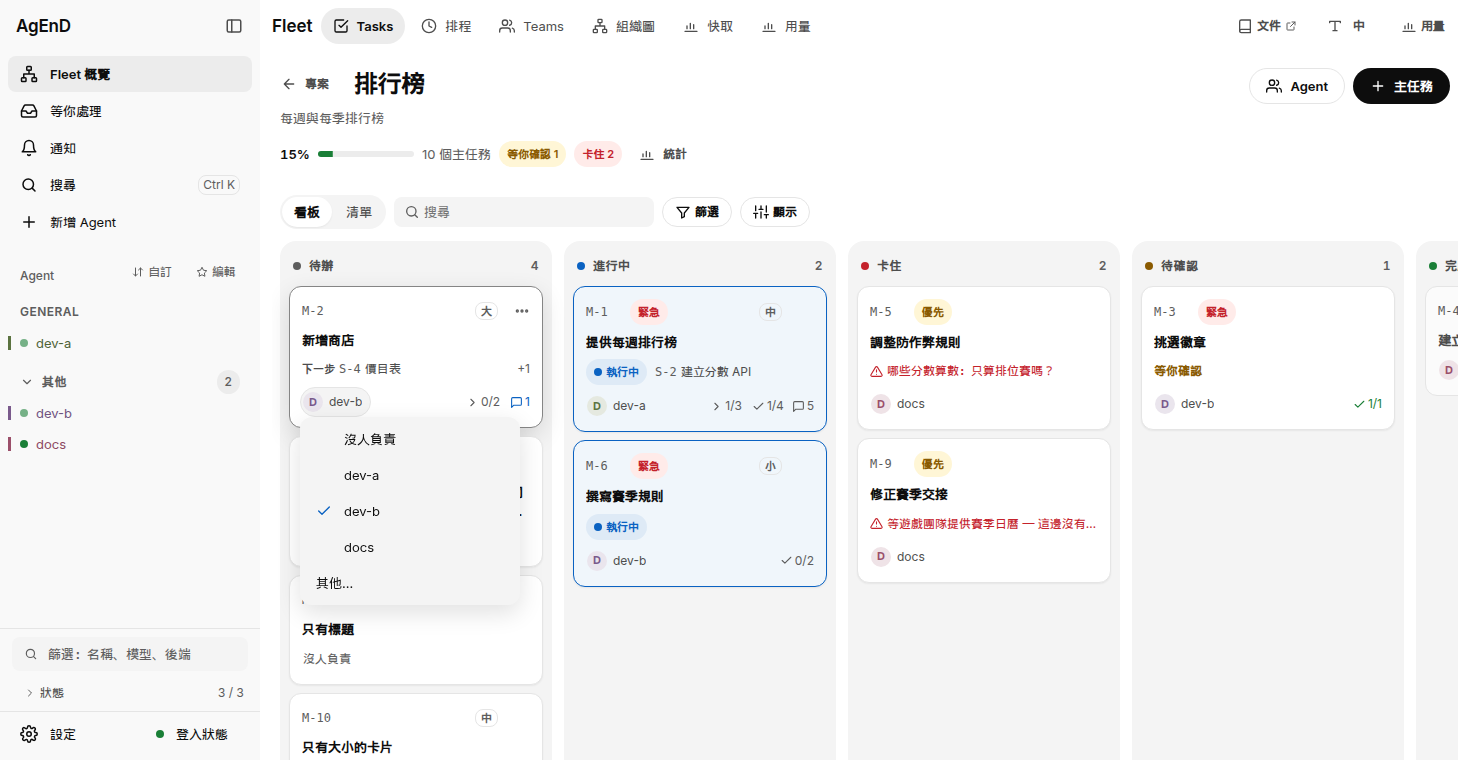 AgEnD
Fleet 概覽
等你處理
通知
搜尋 Ctrl K
新增 Agent
Agent 自訂 編輯
GENERAL
dev-a
其他 2
dev-b
docs
篩選：名稱、模型、後端
狀態 3 / 3
設定 登入狀態
Fleet Tasks 排程 Teams 組織圖 快取 用量 文件 中 用量
專案 排行榜 Agent 主任務
每週與每季排行榜
15% 10 個主任務 等你確認 1 卡住 2 統計
看板 清單 搜尋 篩選 顯示
待辦 4
M-2 大
新增商店
下一步 S-4 價目表 +1
D dev-b 0/2 1
沒人負責
dev-a
dev-b
docs
其他...
只有標題
沒人負責
M-10 中
只有大小的卡片
進行中 2
M-1 緊急 中
提供每週排行榜
執行中 S-2 建立分數 API
D dev-a 1/3 1/4 5
M-6 緊急 小
撰寫賽季規則
執行中
D dev-b 0/2
卡住 2
M-5 優先
調整防作弊規則
哪些分數算數：只算排位賽嗎？
D docs
M-9 優先
修正賽季交接
等遊戲團隊提供賽季日曆 — 這邊沒有...
D docs
待確認 1
M-3 緊急
挑選徽章
等你確認
D dev-b 1/1
完
M-4
建立
D